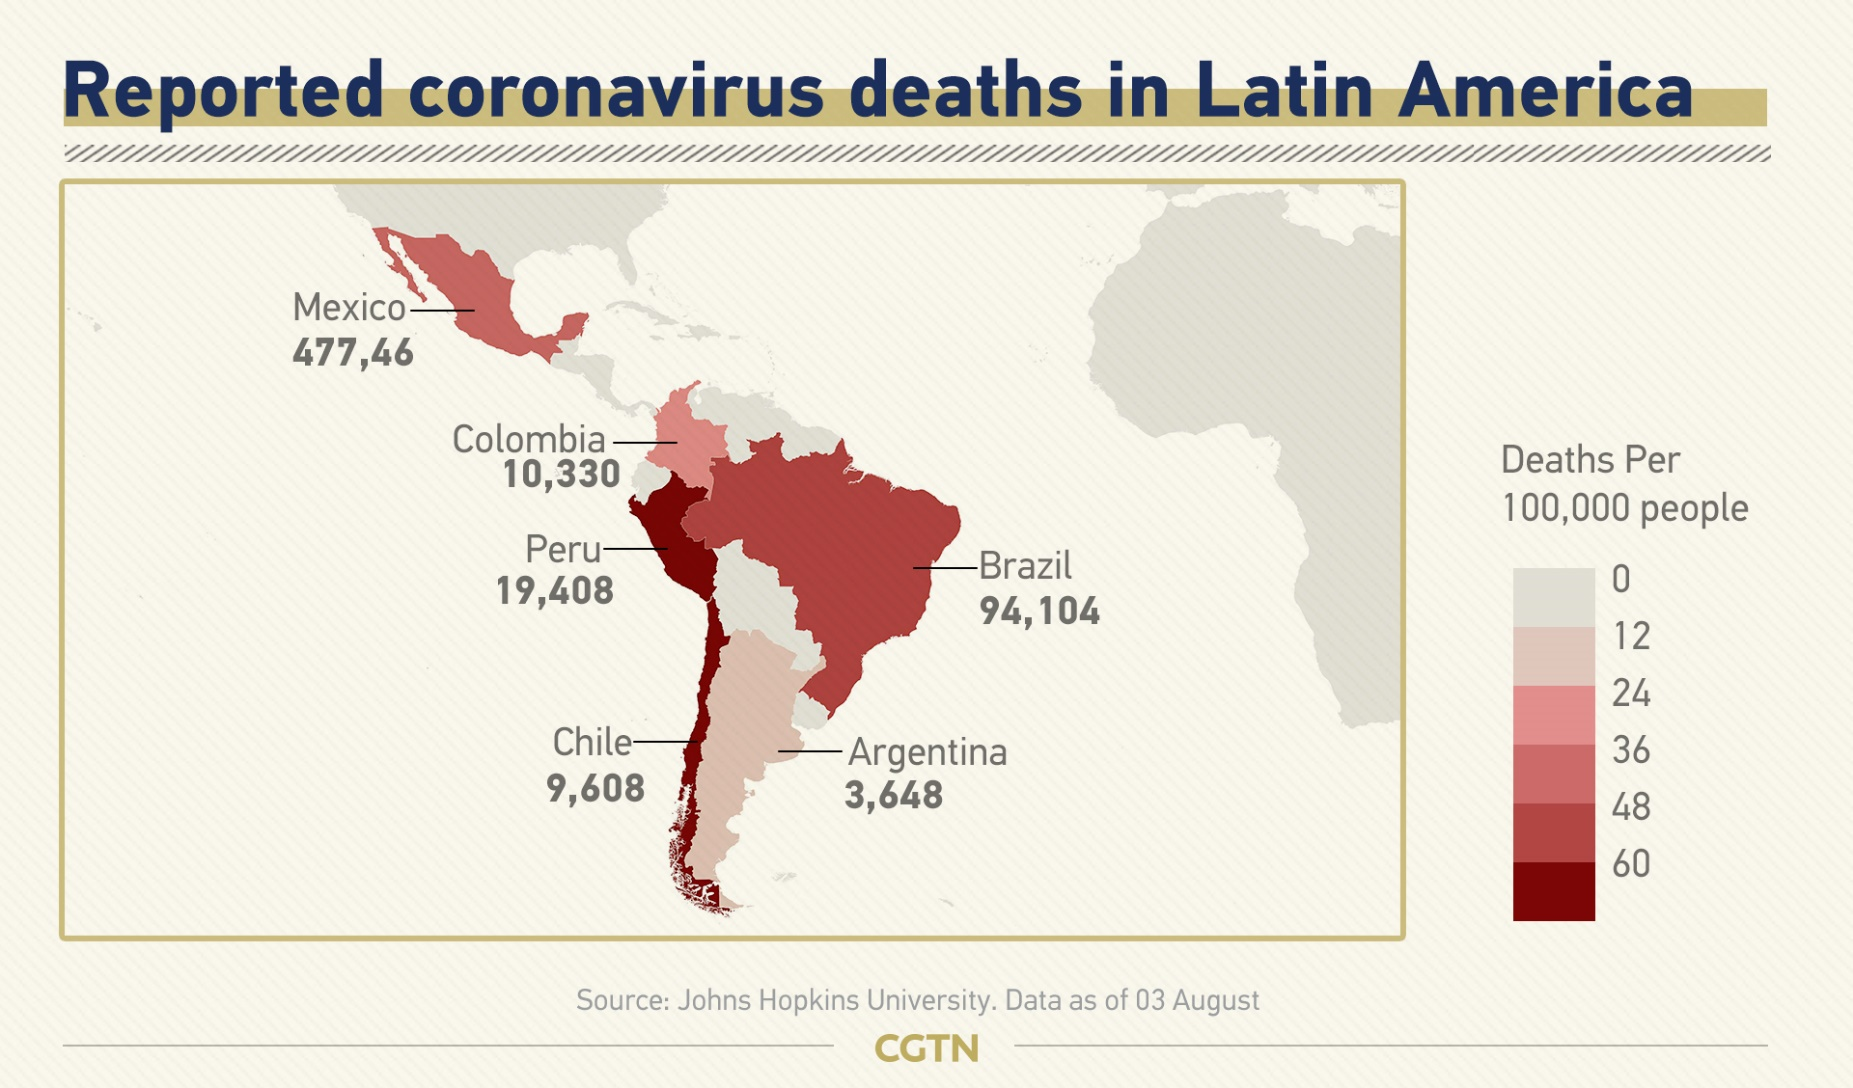 Reported coronavirus deaths in Latin America
Mexico
477,46
Colombia
10,330
Peru
19,408
Brazil
94,104
Chile
9,608
Argentina
3,648
Deaths Per
100,000 people
0
12
24
36
48
60
Source: Johns Hopkins University. Data as of 03 August
CGTN